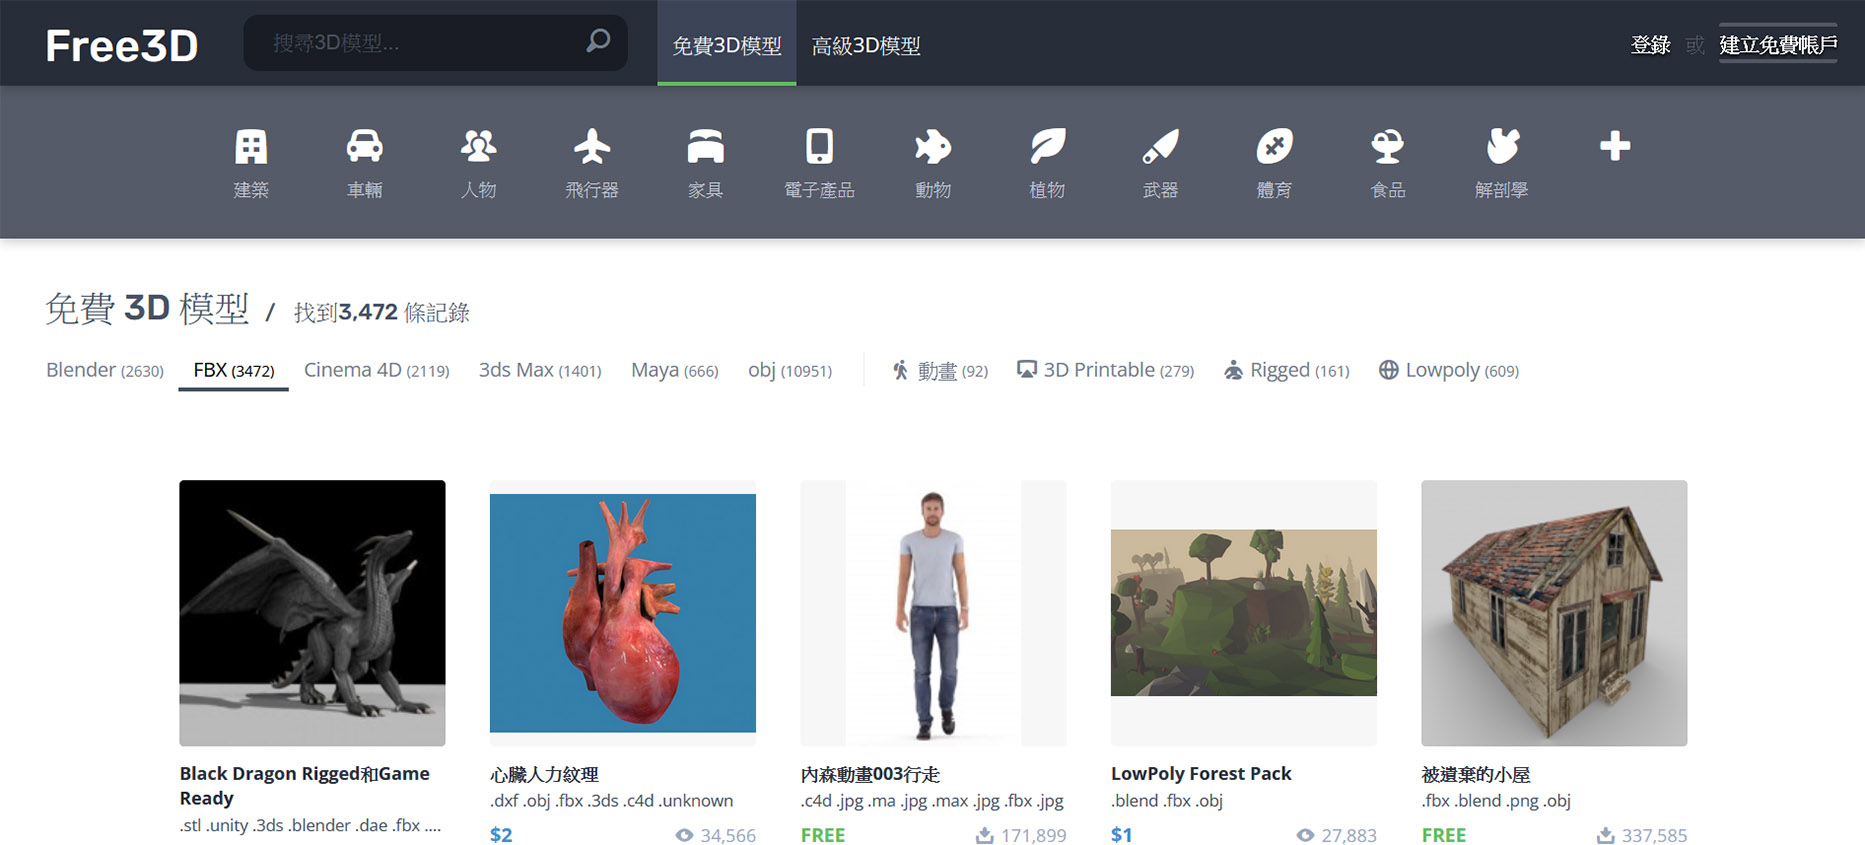 Free3D
搜尋3D模型...
免費3D模型
高級3D模型
登錄 或 建立免費帳戶
建築
車輛
人物
飛行器
家具
電子產品
動物
植物
武器
體育
食品
解剖學
免費 3D 模型 / 找到3,472 條記錄
Blender (2630)
FBX (3472)
Cinema 4D (2119)
3ds Max (1401)
Maya (666)
obj (10951)
動畫 (92)
3D Printable (279)
Rigged (161)
Lowpoly (609)
Black Dragon Rigged和Game
Ready
.stl .unity .3ds .blender .dae .fbx ....
心臟人力紋理
.dxf .obj .fbx .3ds .c4d .unknown
$2 34,566
內森動畫003行走
.c4d .jpg .ma .jpg .max .jpg .fbx .jpg
FREE 171,899
LowPoly Forest Pack
.blend .fbx .obj
$1 27,883
被遺棄的小屋
.fbx .blend .png .obj
FREE 337,585